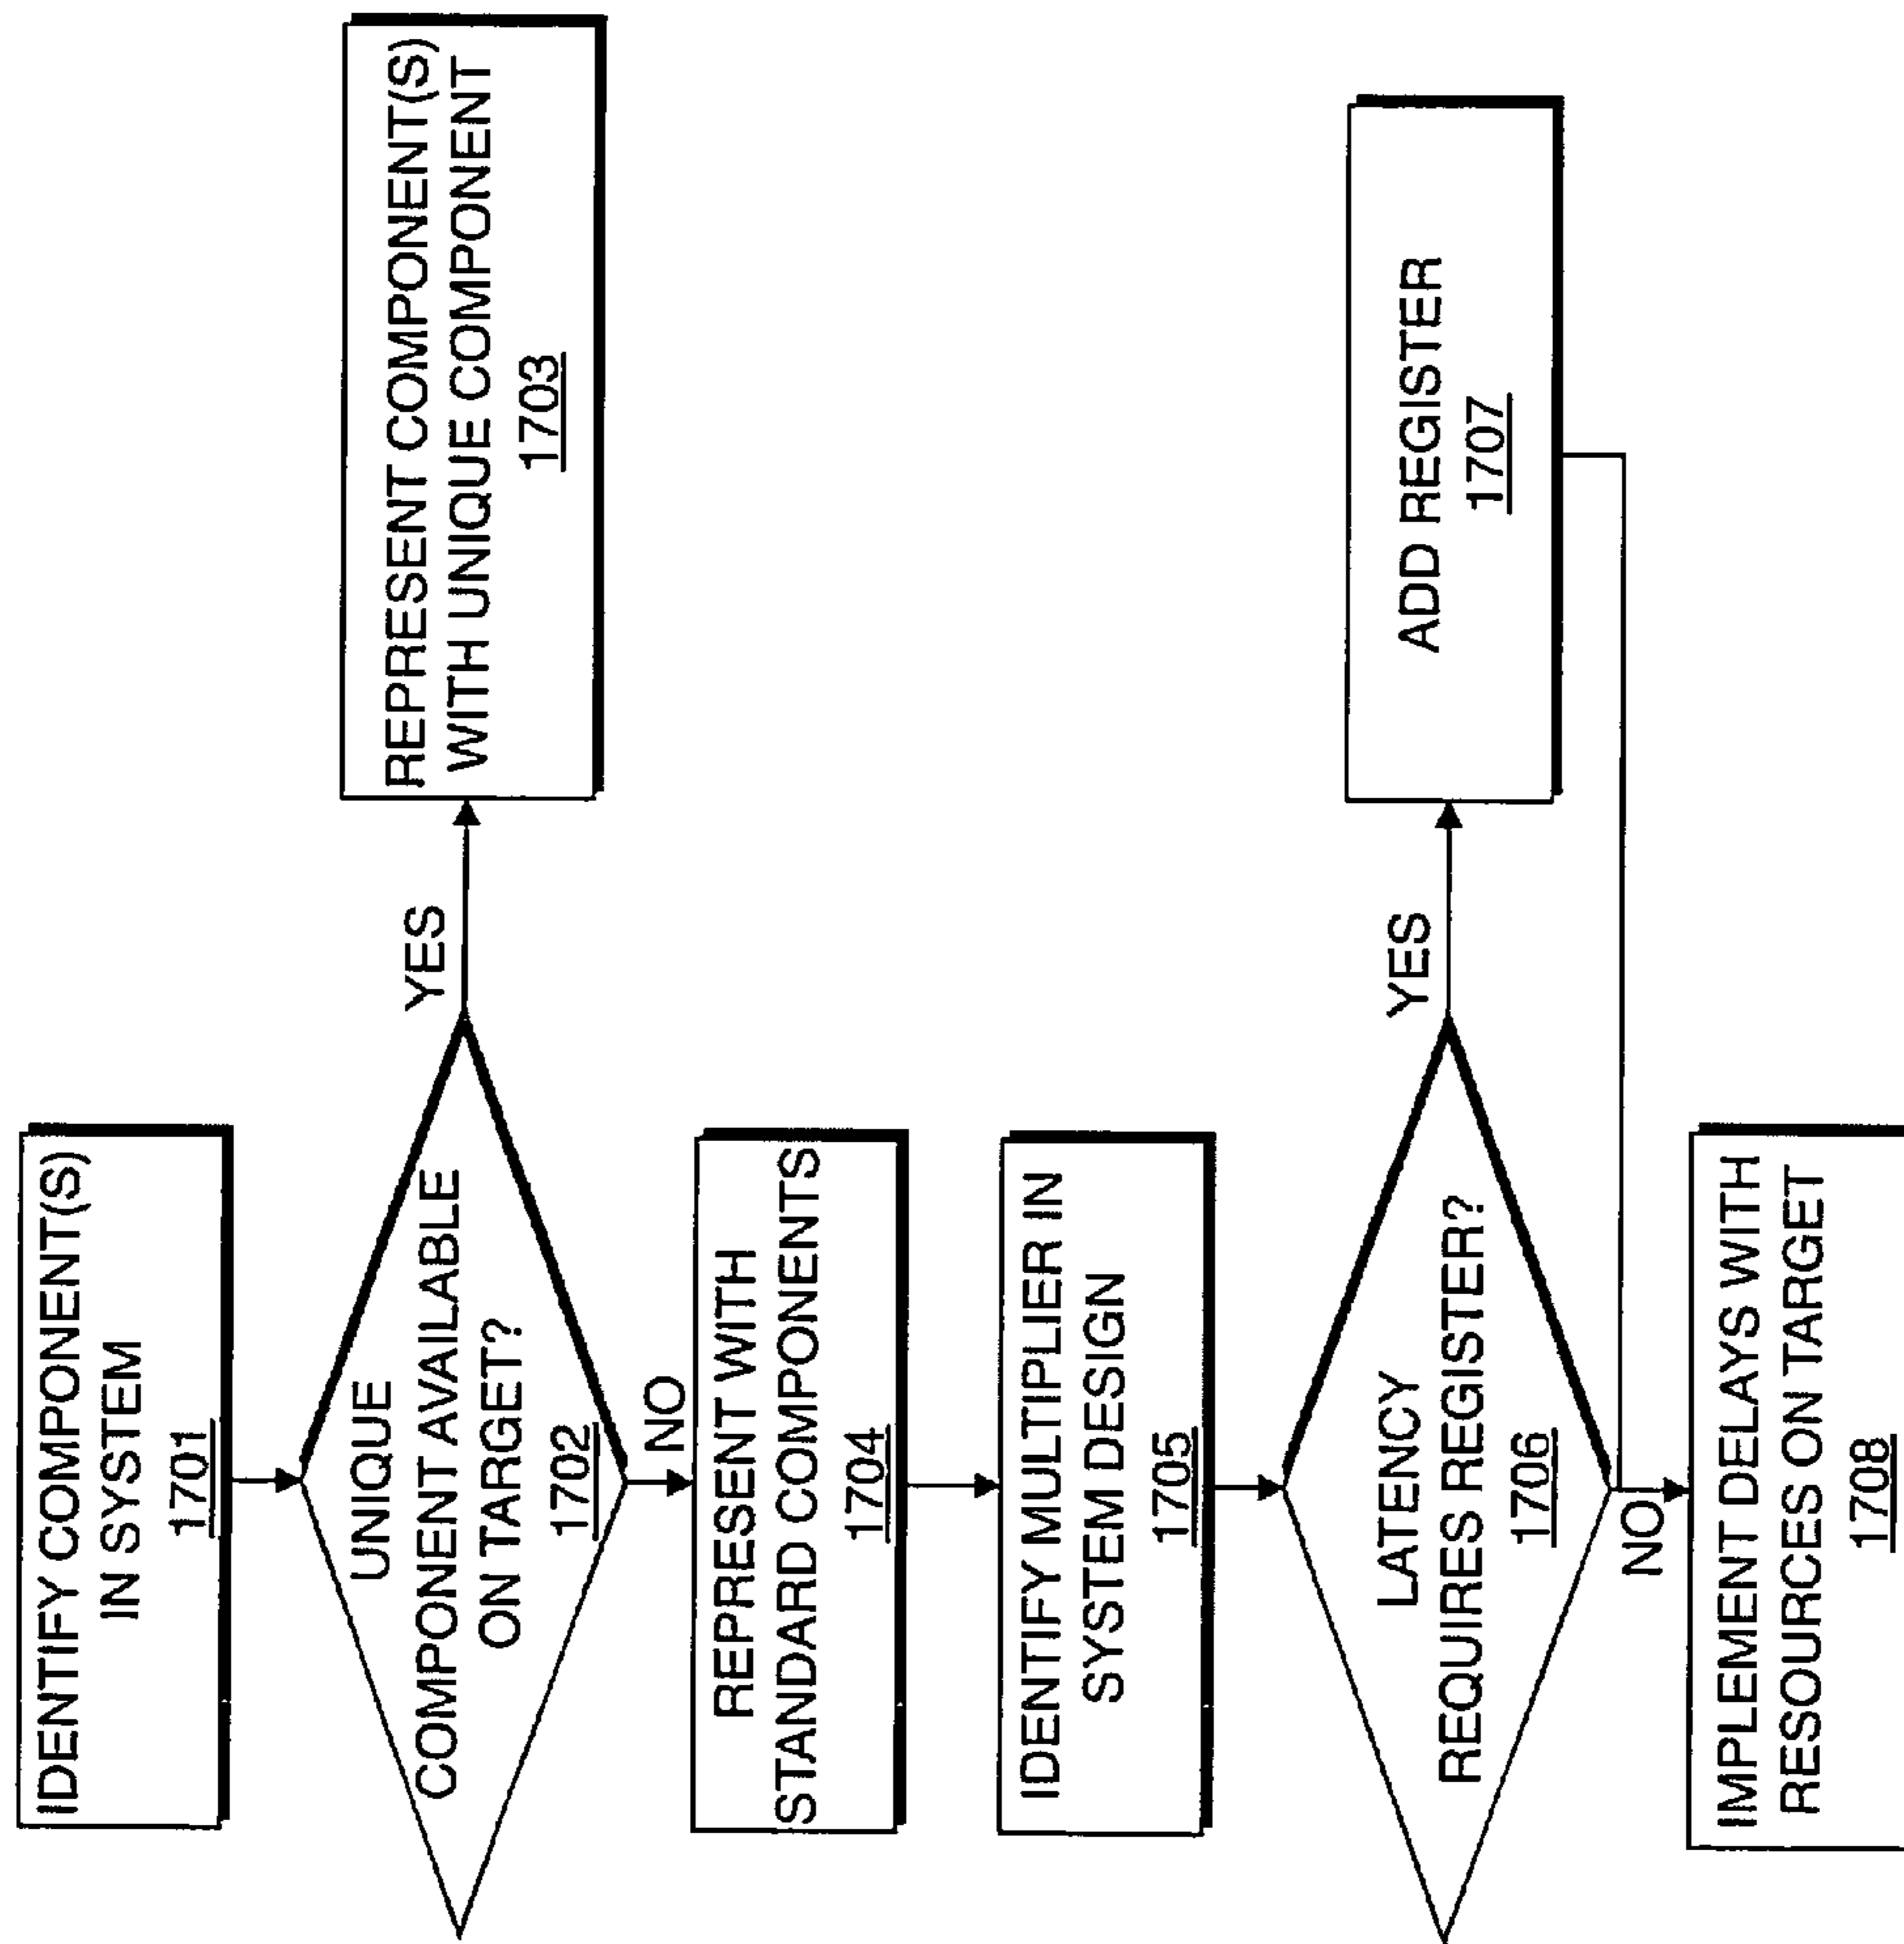 IDENTIFY COMPONENT(S)
IN SYSTEM
1701
UNIQUE
COMPONENT AVAILABLE
ON TARGET?
1702
YES
REPRESENT COMPONENT(S)
WITH UNIQUE COMPONENT
1703
NO
REPRESENT WITH
STANDARD COMPONENTS
1704
IDENTIFY MULTIPLIER IN
SYSTEM DESIGN
1705
LATENCY
REQUIRES REGISTER?
1706
YES
ADD REGISTER
1707
NO
IMPLEMENT DELAYS WITH
RESOURCES ON TARGET
1708